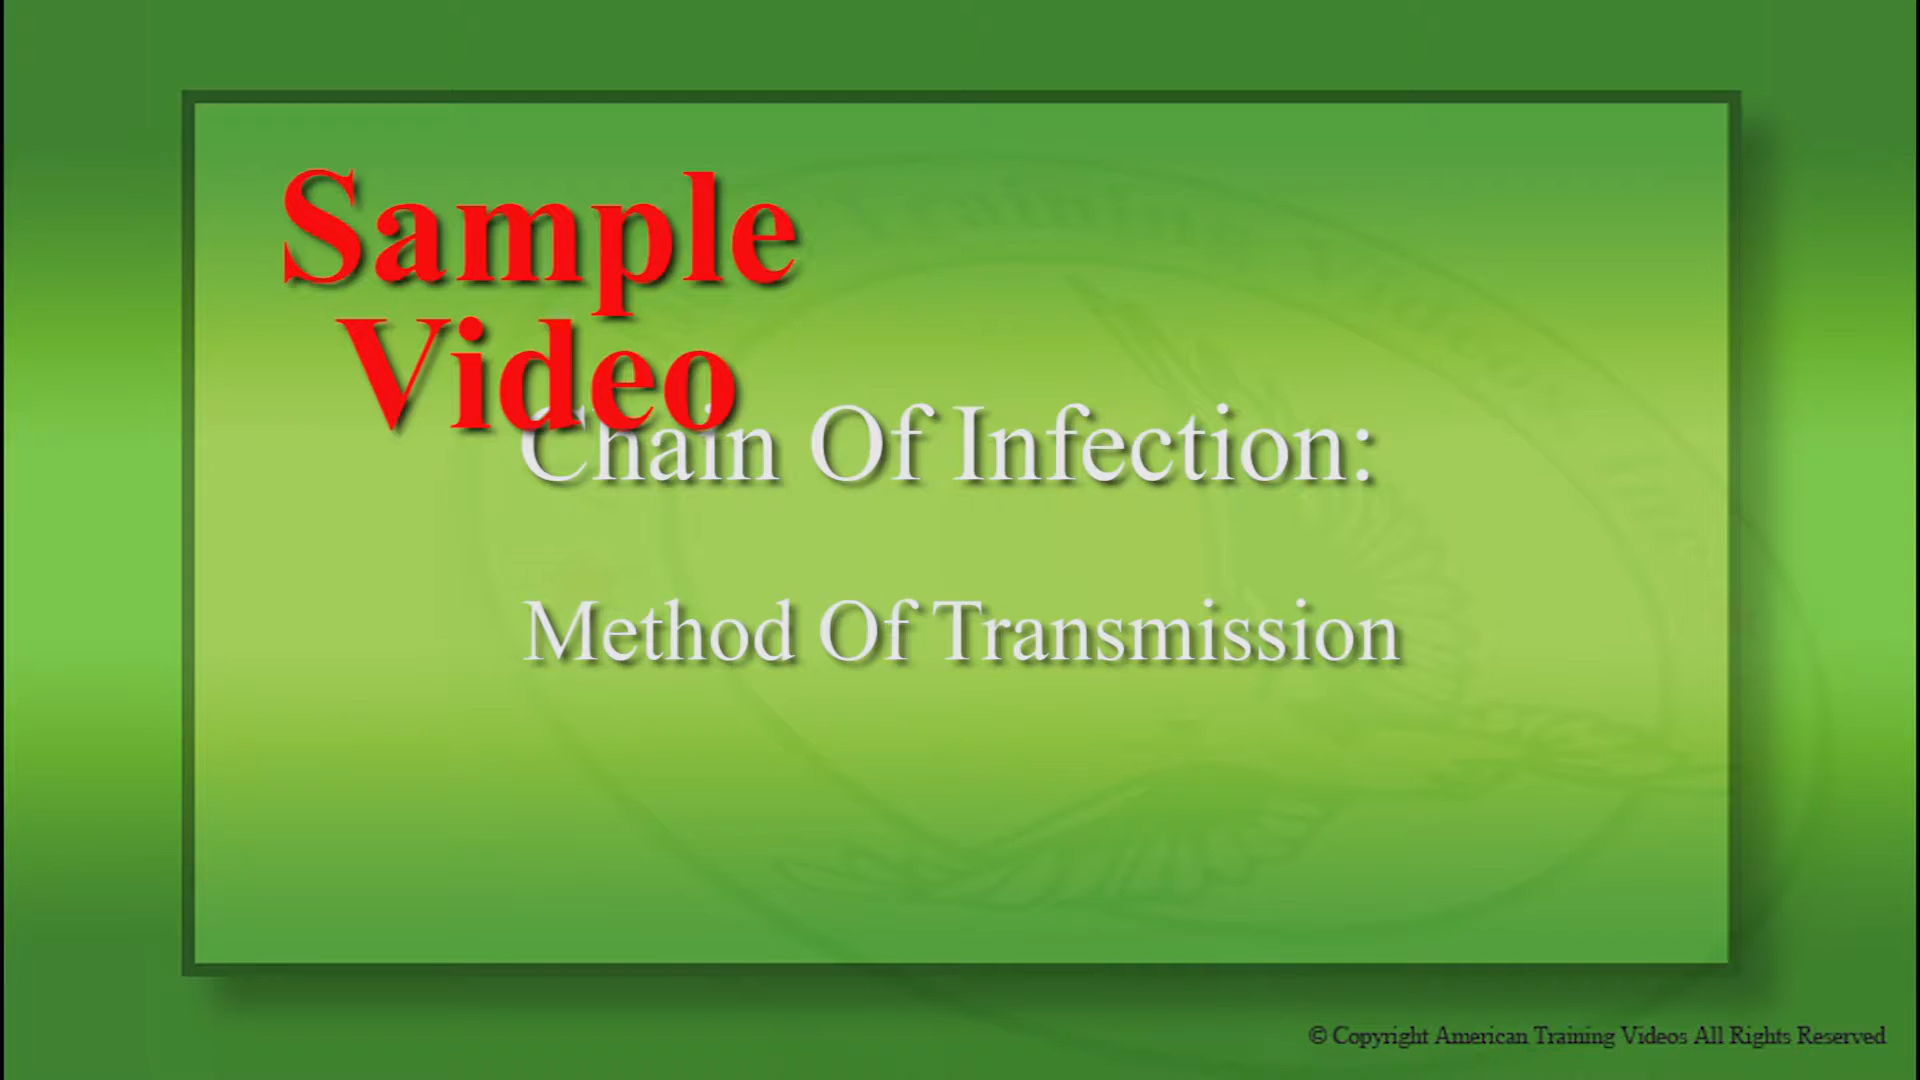 Sample
Video
Chain Of Infection:
Method Of Transmission
© Copyright American Training Videos All Rights Reserved